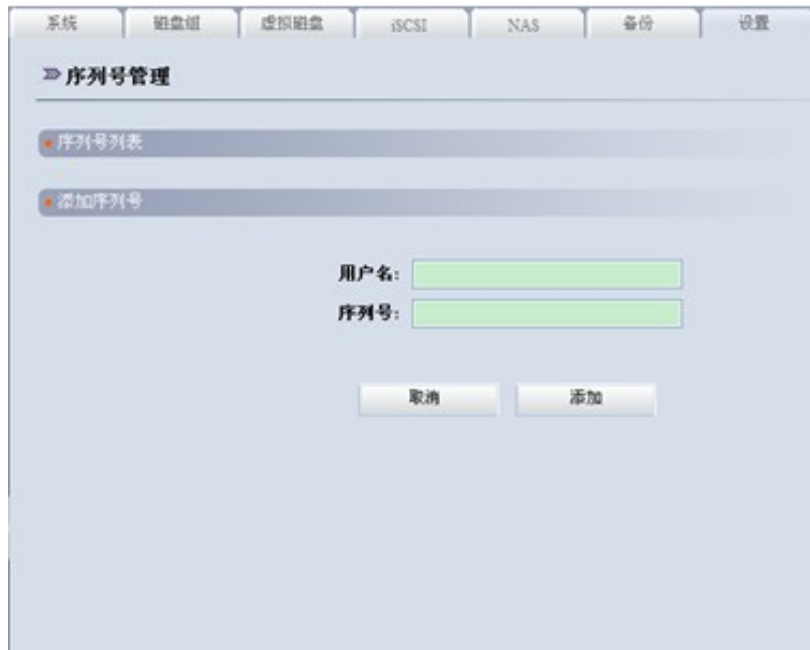 系统 磁盘组 虚拟磁盘 iSCSI NAS 备份 设置
序列号管理
序列号列表
添加序列号
用户名:
序列号:
取消 添加